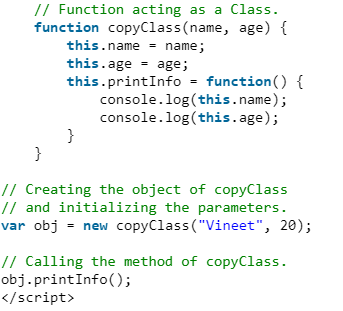 // Function acting as a Class.
function copyClass(name, age) {
this.name = name;
this.age = age;
this.printInfo = function() {
console.log(this.name);
console.log(this.age);
}
}
// Creating the object of copyClass
// and initializing the parameters.
var obj = new copyClass("Vineet", 20);
// Calling the method of copyClass.
obj.printInfo();
</script>